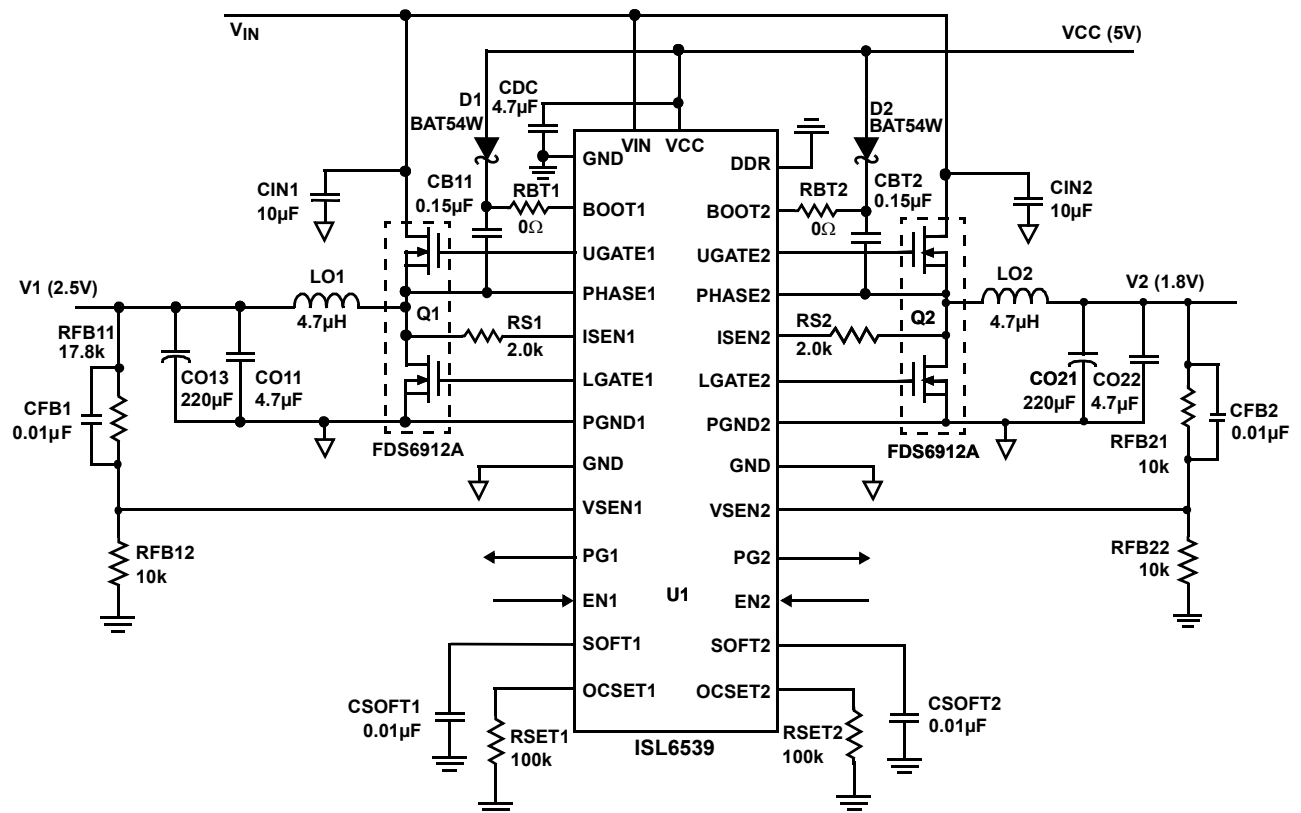 VIN
VCC (5V)
D1
BAT54W
CDC
4.7µF
D2
BAT54W
VIN
VCC
GND
DDR
CIN1
10µF
CB11
0.15µF
RBT1
0Ω
BOOT1
BOOT2
RBT2
0Ω
CBT2
0.15µF
CIN2
10µF
UGATE1
UGATE2
V1 (2.5V)
LO1
4.7µH
PHASE1
PHASE2
LO2
4.7µH
V2 (1.8V)
RFB11
17.8k
Q1
RS1
2.0k
ISEN1
ISEN2
RS2
2.0k
Q2
CFB1
0.01µF
CO13
220µF
CO11
4.7µF
LGATE1
LGATE2
CO21
220µF
CO22
4.7µF
CFB2
0.01µF
PGND1
PGND2
FDS6912A
FDS6912A
RFB21
10k
GND
GND
VSEN1
VSEN2
RFB12
10k
PG1
PG2
RFB22
10k
EN1
U1
EN2
SOFT1
SOFT2
OCSET1
OCSET2
CSOFT1
0.01µF
RSET1
100k
ISL6539
RSET2
100k
CSOFT2
0.01µF